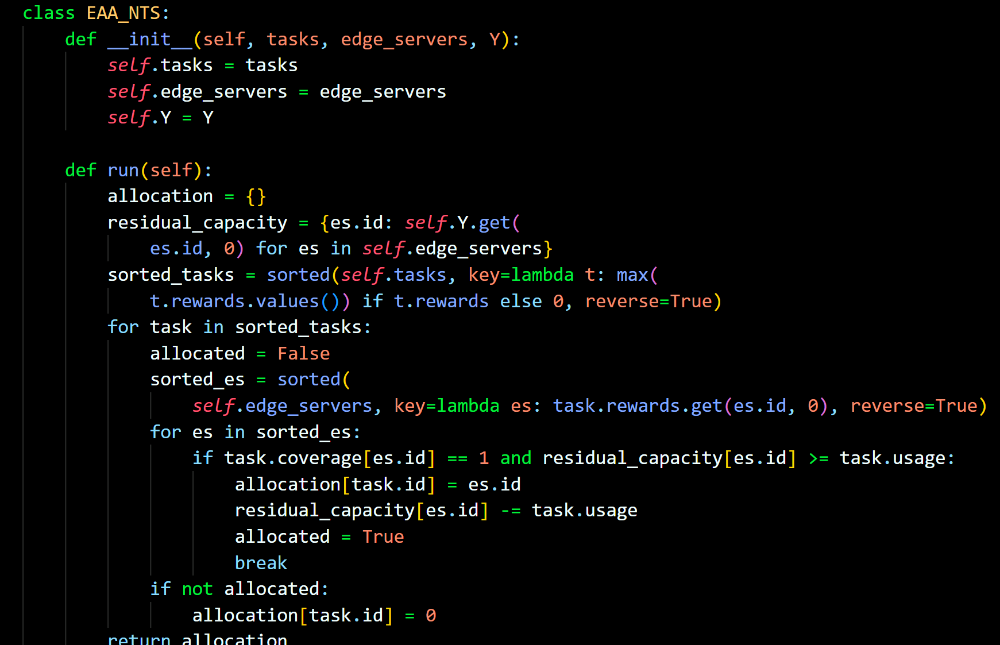 class EAA_NTS:
    def __init__(self, tasks, edge_servers, Y):
        self.tasks = tasks
        self.edge_servers = edge_servers
        self.Y = Y

    def run(self):
        allocation = {}
        residual_capacity = {es.id: self.Y.get(
            es.id, 0) for es in self.edge_servers}
        sorted_tasks = sorted(self.tasks, key=lambda t: max(
            t.rewards.values()) if t.rewards else 0, reverse=True)
        for task in sorted_tasks:
            allocated = False
            sorted_es = sorted(
                self.edge_servers, key=lambda es: task.rewards.get(es.id, 0), reverse=True)
            for es in sorted_es:
                if task.coverage[es.id] == 1 and residual_capacity[es.id] >= task.usage:
                    allocation[task.id] = es.id
                    residual_capacity[es.id] -= task.usage
                    allocated = True
                    break
            if not allocated:
                allocation[task.id] = 0
        return allocation